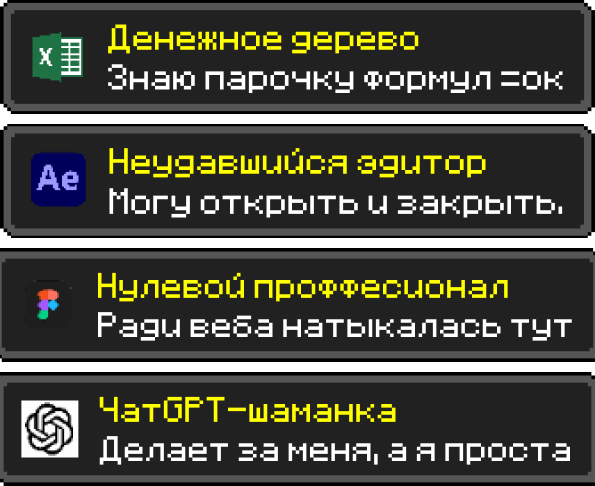 Денежное дерево
Знаю парочку формул =ок
Неудавшийся эдитор
Могу открыть и закрыть.
Нулевой проффесионал
Ради веба натыкалась тут
ЧатGPT-шаманка
Делает за меня, а я проста